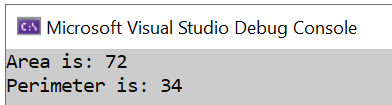 C:\
Microsoft Visual Studio Debug Console
Area is: 72
Perimeter is: 34